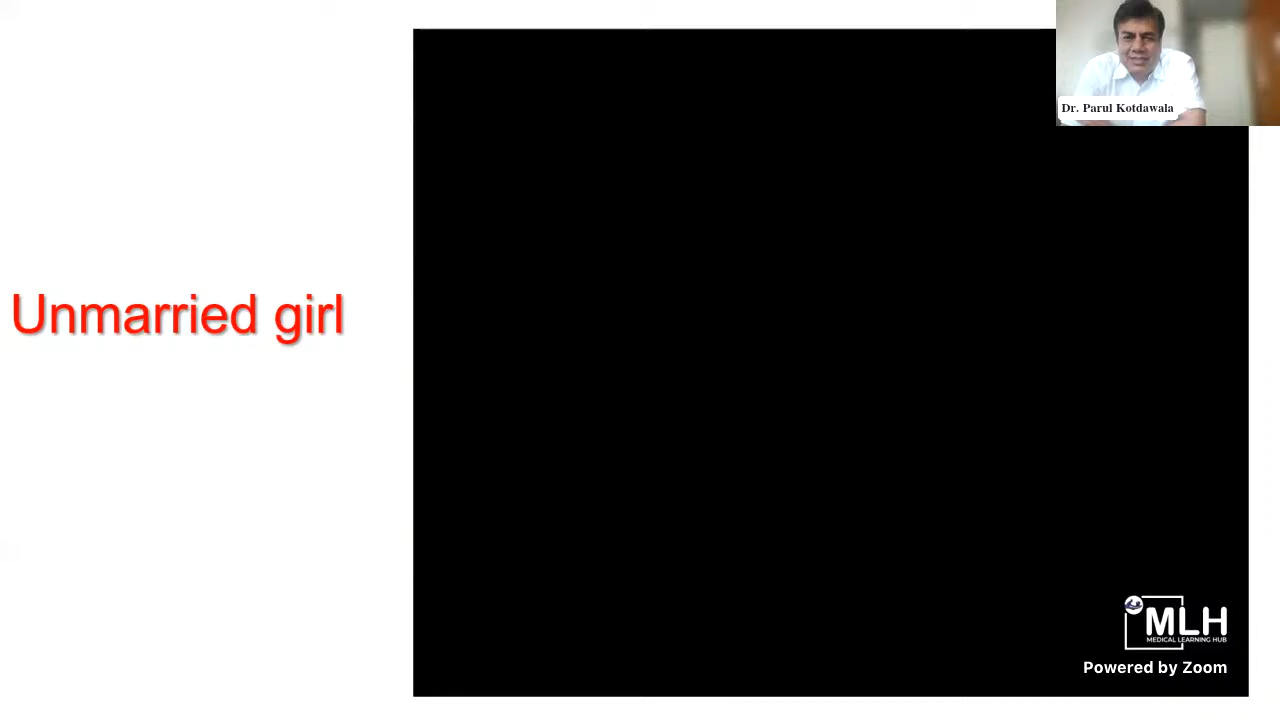 Dr. Parul Kotdawala
Unmarried girl
MLH
MEDICAL LEARNING HUB
Powered by Zoom